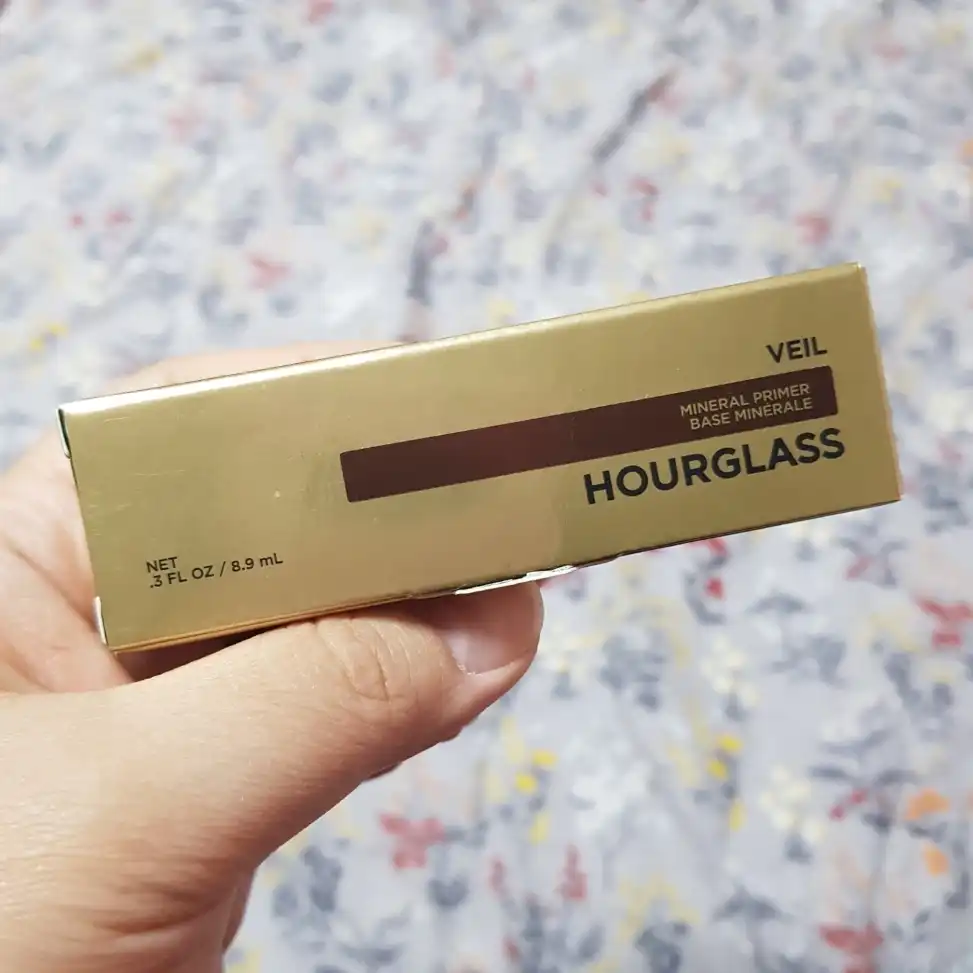 VEIL
MINERAL PRIMER
BASE MINÉRALE
HOURGLASS
NET
.3 FL OZ / 8.9 mL